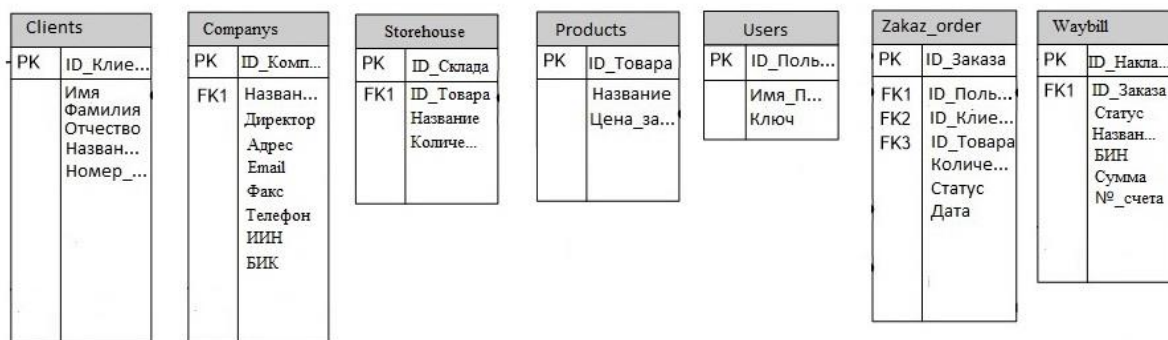 Clients
PK ID_Клие...
Имя
Фамилия
Отчество
Назван...
Номер_...
Companys
PK ID_Комп...
FK1 Назван...
Директор
Адрес
Email
Факс
Телефон
ИИН
БИК
Storehouse
PK ID_Склада
FK1 ID_Товара
Название
Количе...
Products
PK ID_Товара
Название
Цена_за...
Users
PK ID_Поль...
Имя_П...
Ключ
Zakaz_order
PK ID_Заказа
FK1 ID_Поль...
FK2 ID_Клие...
FK3 ID_Товара
Количе...
Статус
Дата
Waybill
PK ID_Накла...
FK1 ID_Заказа
Статус
Назван...
БИН
Сумма
№_счета